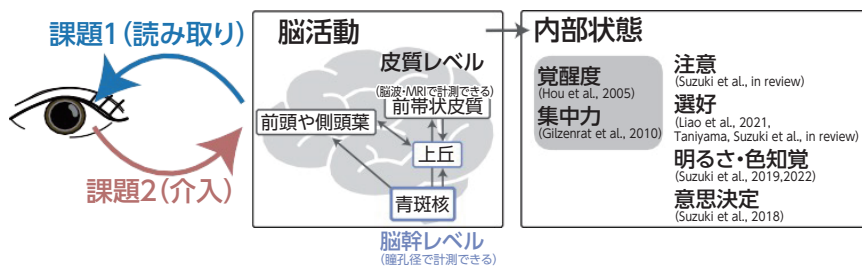 課題1（読み取り）
課題2（介入）
脳活動
皮質レベル
（脳波・MRIで計測できる）
前帯状皮質
前頭や側頭葉
上丘
青斑核
脳幹レベル
（瞳孔径で計測できる）
内部状態
覚醒度
(Hou et al., 2005)
集中力
(Gilzenrat et al., 2010)
注意
(Suzuki et al., in review)
選好
(Liao et al., 2021,
Taniyama, Suzuki et al., in review)
明るさ・色知覚
(Suzuki et al., 2019,2022)
意思決定
(Suzuki et al., 2018)